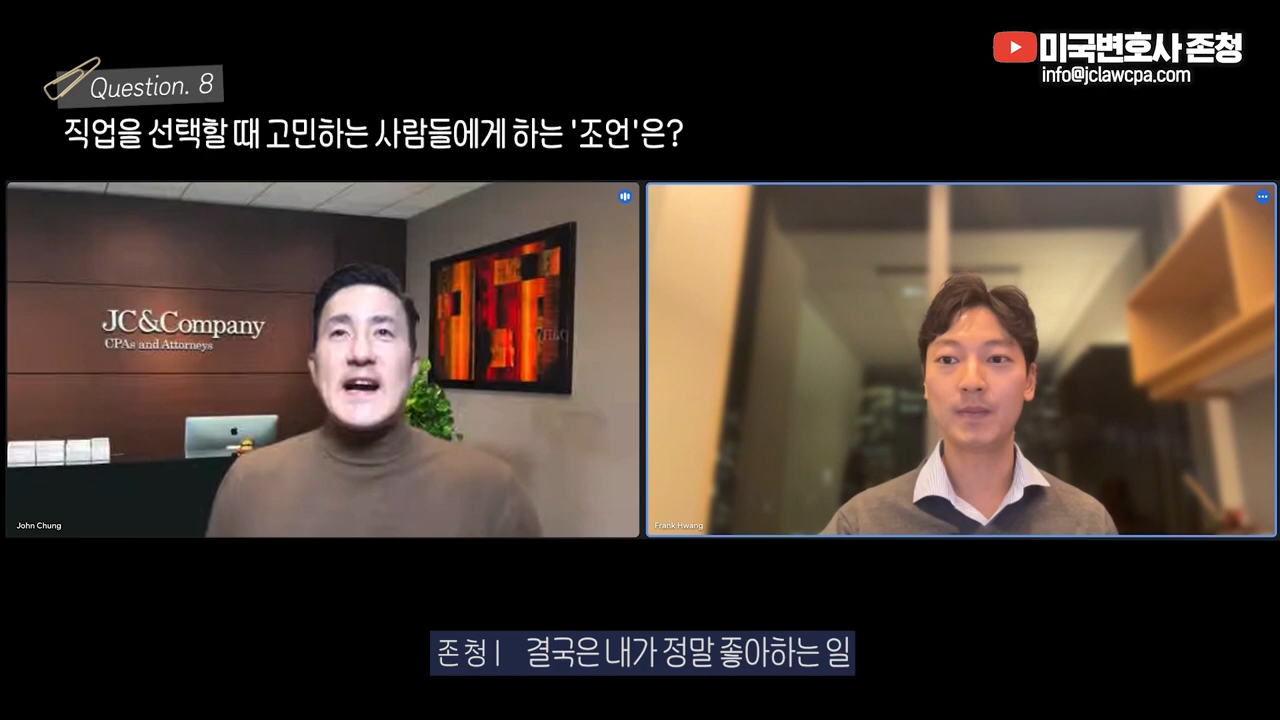 미국변호사 존청
info@jclawcpa.com
Question. 8
직업을 선택할 때 고민하는 사람들에게 하는 '조언'은?
JC&Company
CPAs and Attorneys
John Chung
Frank Hwang
존청 | 결국은 내가 정말 좋아하는 일